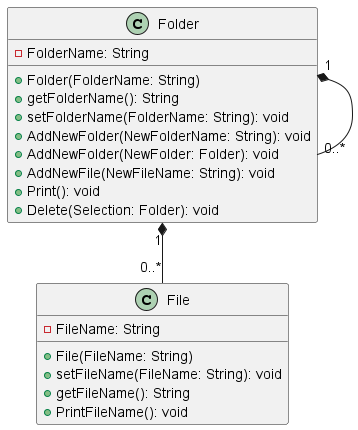 C Folder
FolderName: String
Folder(FolderName: String)
getFolderName(): String
setFolderName(FolderName: String): void
AddNewFolder(NewFolderName: String): void
AddNewFolder(NewFolder: Folder): void
AddNewFile(NewFileName: String): void
Print(): void
Delete(Selection: Folder): void
1
0..*
1
0..*
C File
FileName: String
File(FileName: String)
setFileName(FileName: String): void
getFileName(): String
PrintFileName(): void